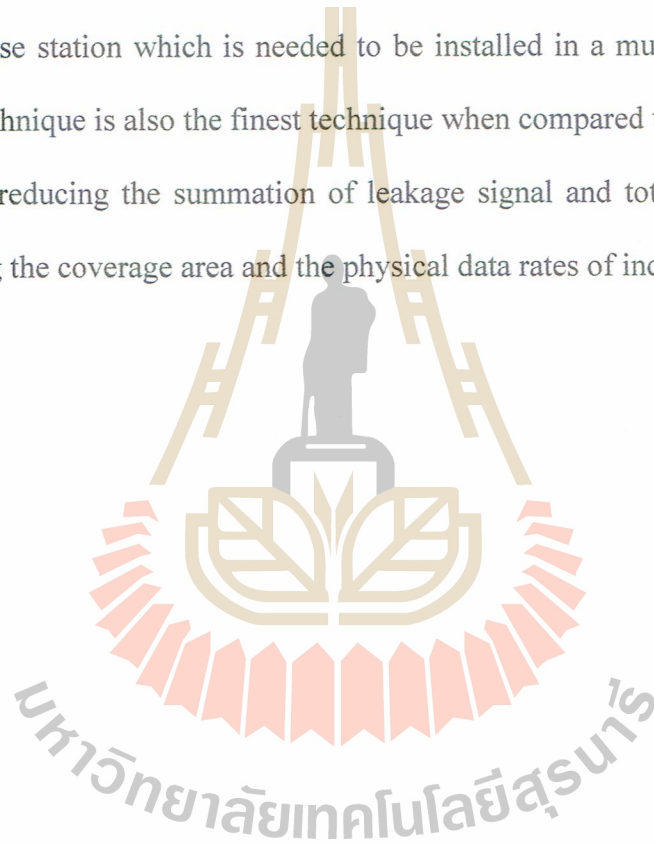 se station which is needed to be installed in a mu
hnique is also the finest technique when compared
reducing the summation of leakage signal and tot
the coverage area and the physical data rates of
มหาวิทยาลัยเทคโนโลยีสุรนารี